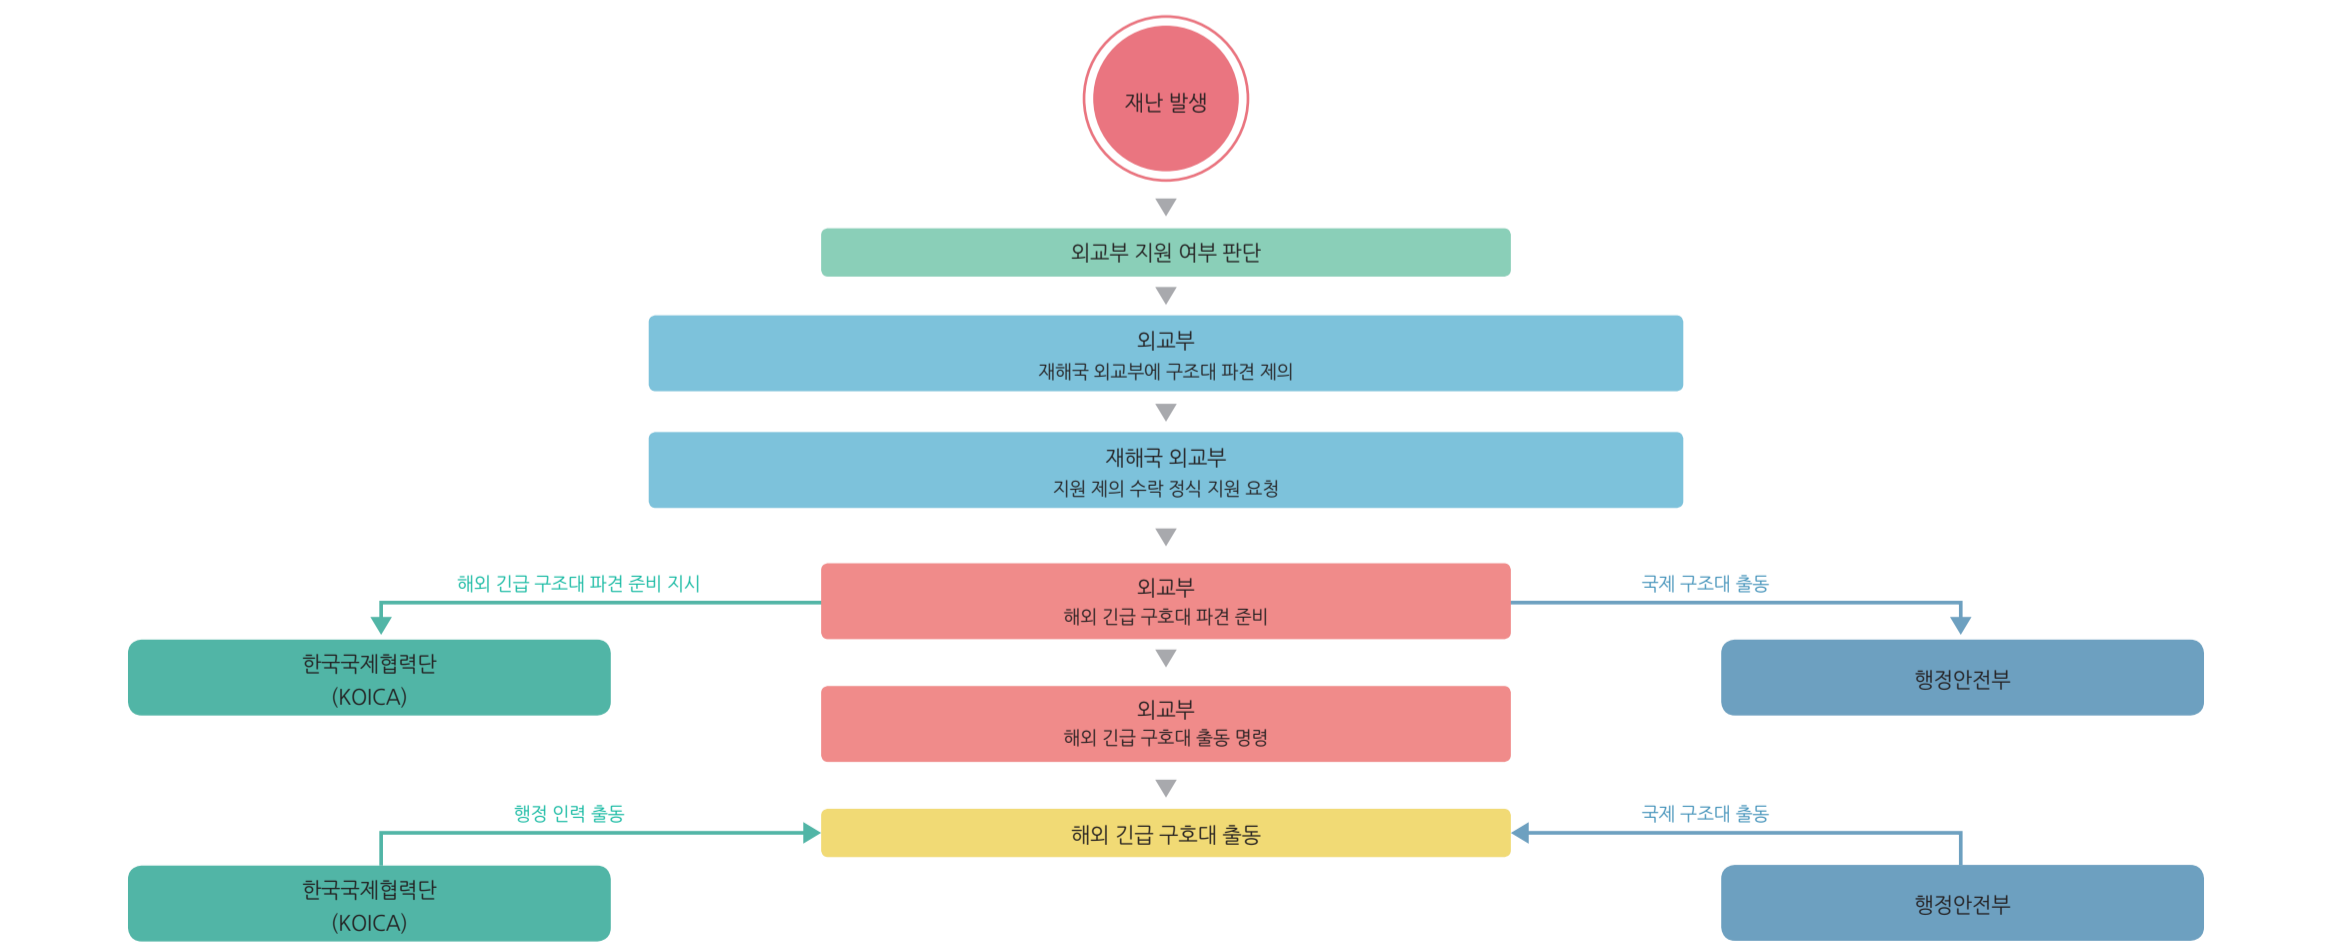 재난 발생
외교부 지원 여부 판단
외교부
재해국 외교부에 구조대 파견 제의
재해국 외교부
지원 제의 수락 정식 지원 요청
해외 긴급 구조대 파견 준비 지시
외교부
해외 긴급 구호대 파견 준비
국제 구조대 출동
한국국제협력단
(KOICA)
행정안전부
외교부
해외 긴급 구호대 출동 명령
행정 인력 출동
해외 긴급 구호대 출동
국제 구조대 출동
한국국제협력단
(KOICA)
행정안전부